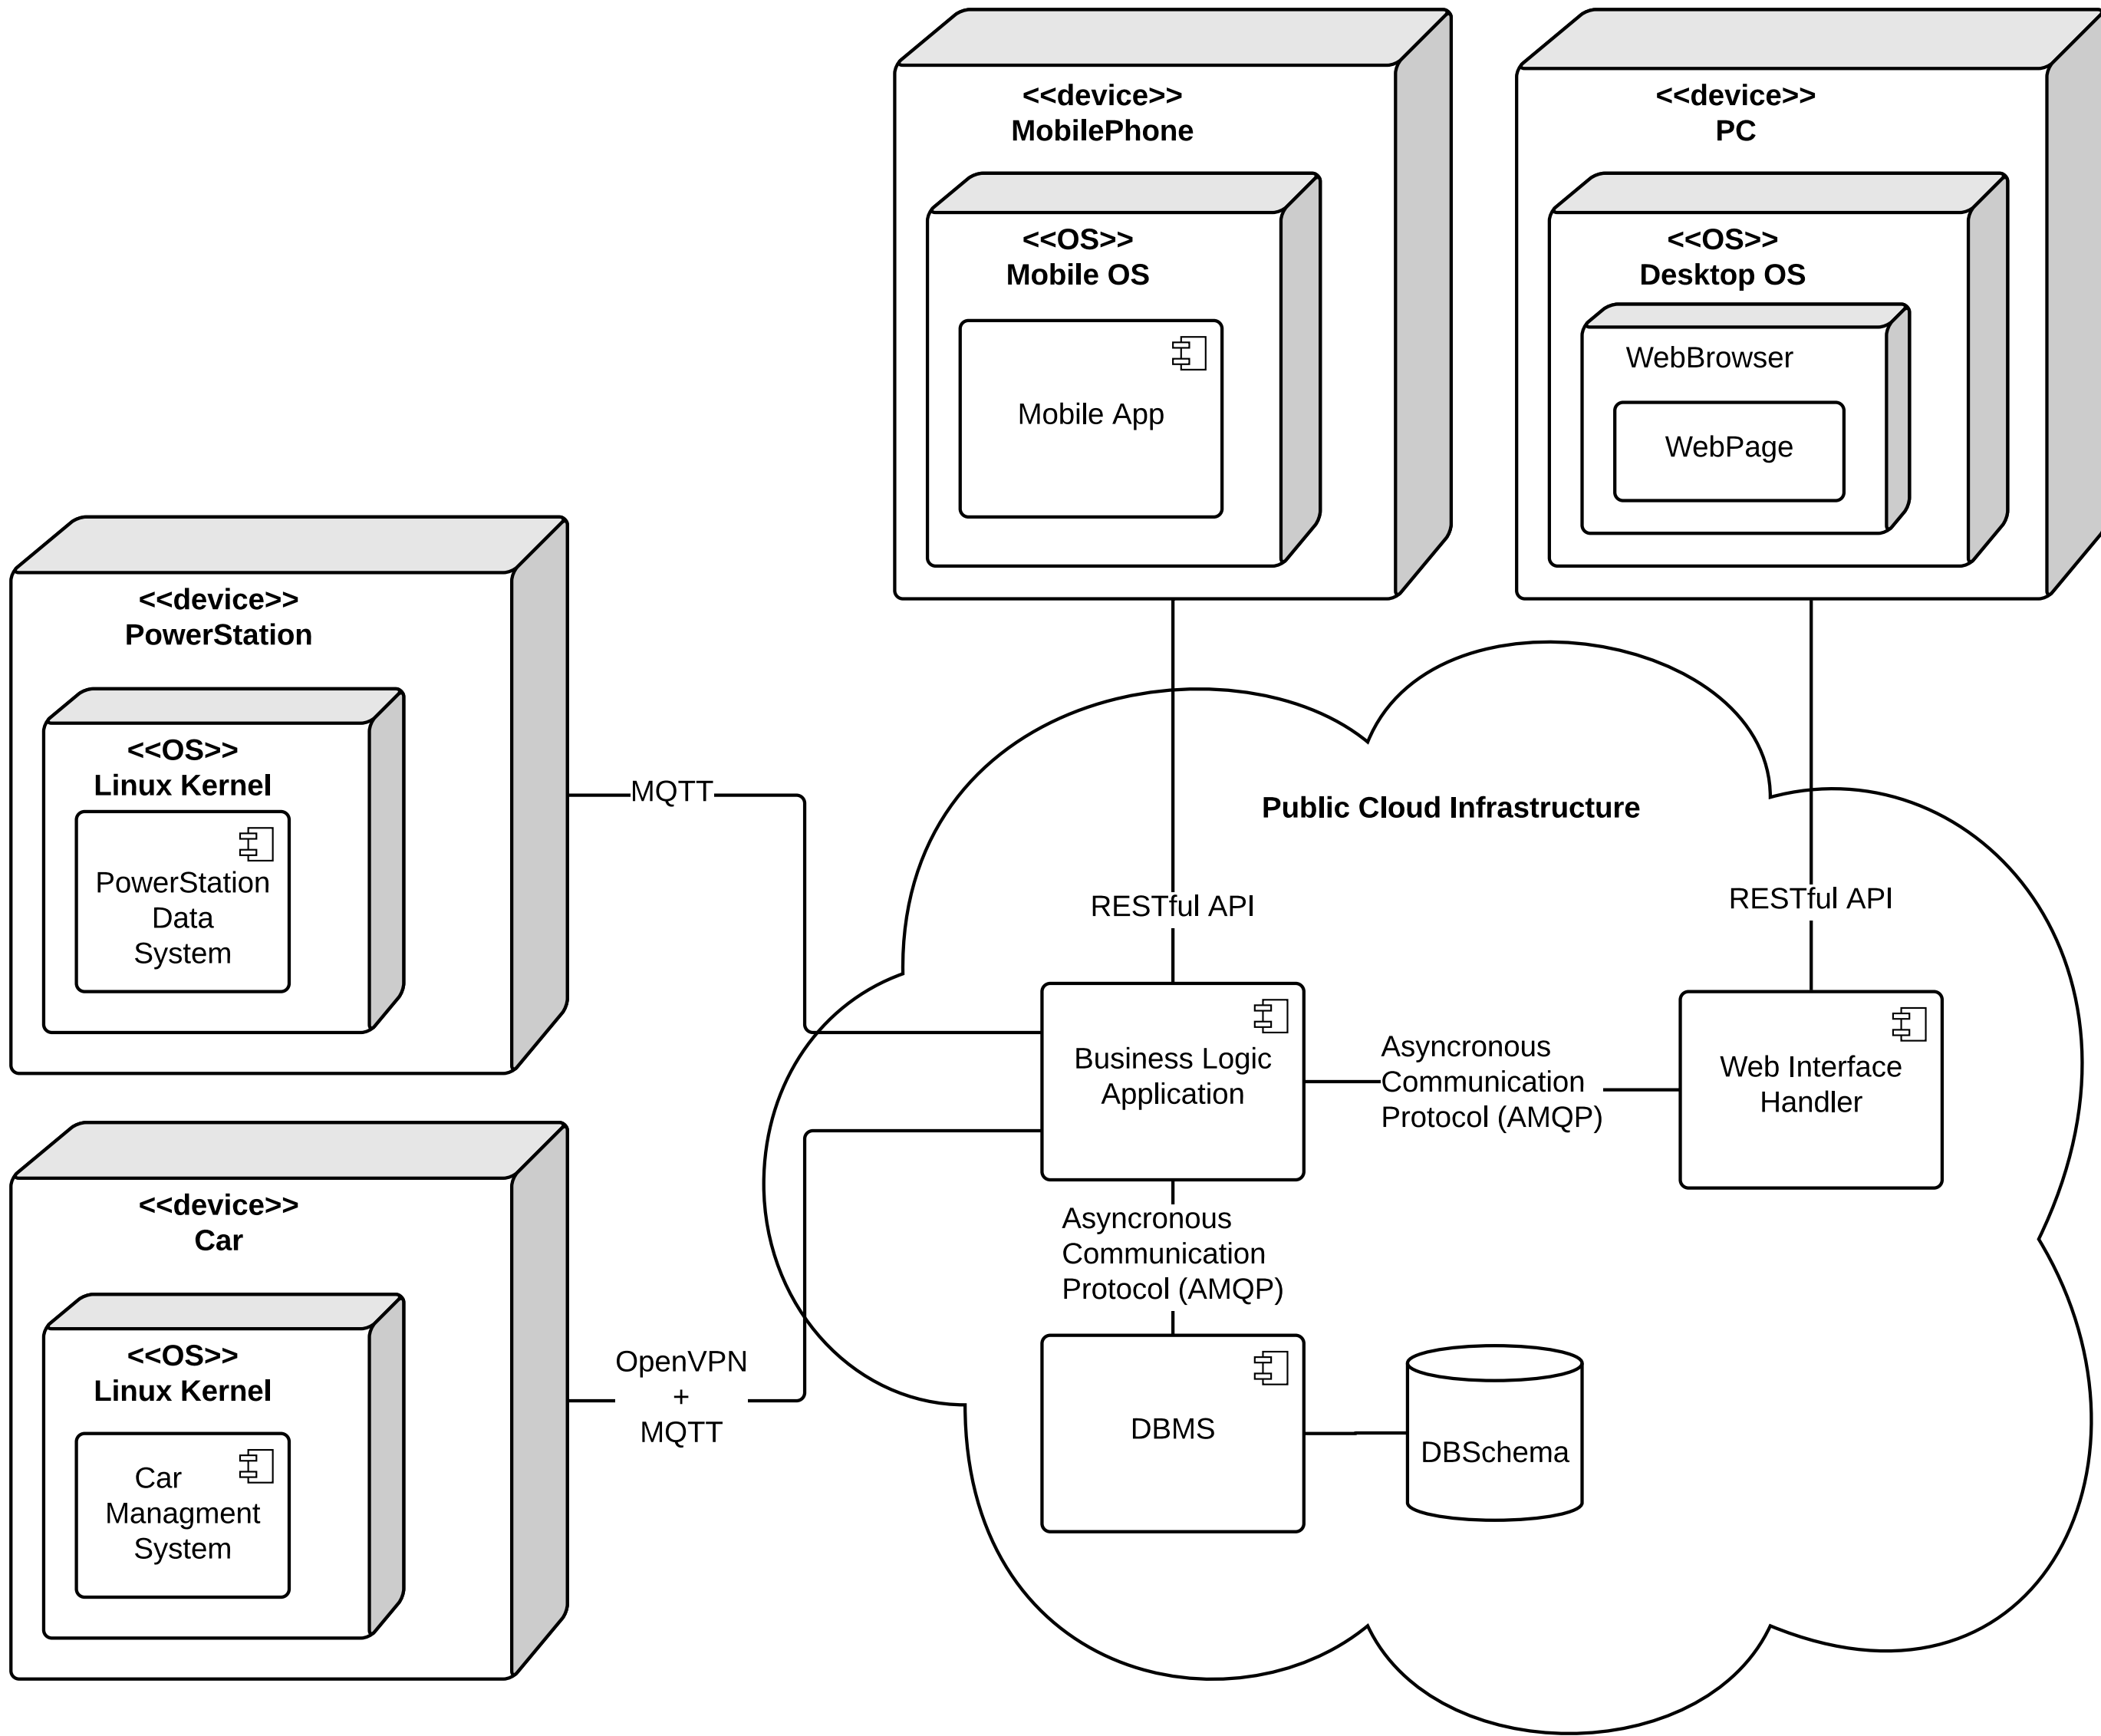 <<device>>
MobilePhone
<<OS>>
Mobile OS
Mobile App
<<device>>
PC
<<OS>>
Desktop OS
WebBrowser
WebPage
<<device>>
PowerStation
<<OS>>
Linux Kernel
PowerStation
Data
System
MQTT
Public Cloud Infrastructure
RESTful API
RESTful API
Business Logic
Application
Asyncronous
Communication
Protocol (AMQP)
Web Interface
Handler
<<device>>
Car
<<OS>>
Linux Kernel
Car
Managment
System
OpenVPN
+
MQTT
Asyncronous
Communication
Protocol (AMQP)
DBMS
DBSchema